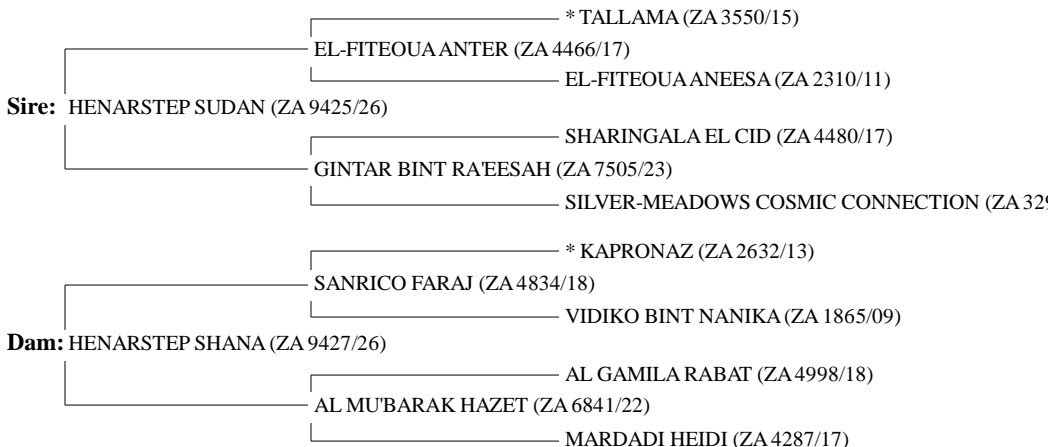 * TALLAMA (ZA 3550/15)
EL-FITEOUA ANTER (ZA 4466/17)
EL-FITEOUA ANEESA (ZA 2310/11)
Sire: HENARSTEP SUDAN (ZA 9425/26)
SHARINGALA EL CID (ZA 4480/17)
GINTAR BINT RA'EESAH (ZA 7505/23)
SILVER-MEADOWS COSMIC CONNECTION (ZA
* KAPRONAZ (ZA 2632/13)
SANRICO FARAJ (ZA 4834/18)
VIDIKO BINT NANIKA (ZA 1865/09)
Dam: HENARSTEP SHANA (ZA 9427/26)
AL GAMILA RABAT (ZA 4998/18)
AL MU'BARAK HAZET (ZA 6841/22)
MARDADI HEIDI (ZA 4287/17)